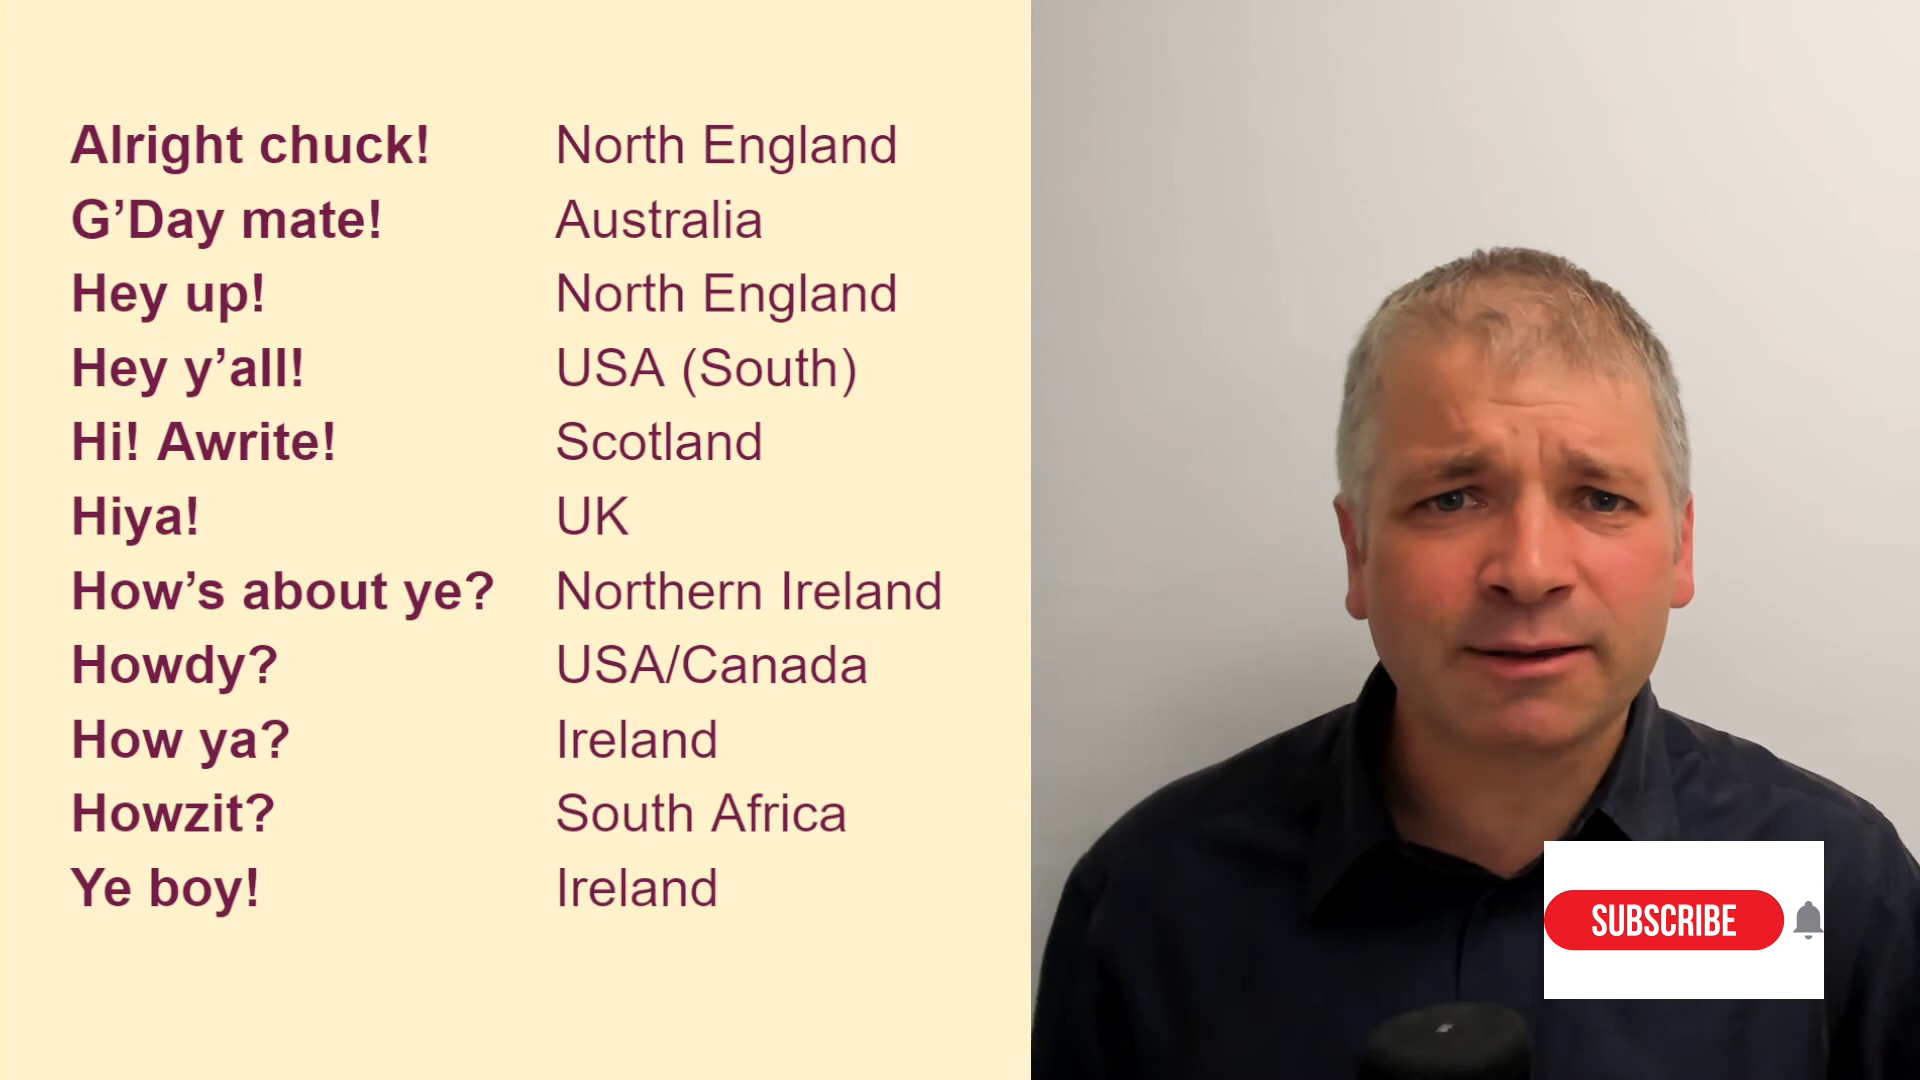 Alright chuck! North England
G’Day mate! Australia
Hey up! North England
Hey y’all! USA (South)
Hi! Awrite! Scotland
Hiya! UK
How’s about ye? Northern Ireland
Howdy? USA/Canada
How ya? Ireland
Howzit? South Africa
Ye boy! Ireland
SUBSCRIBE